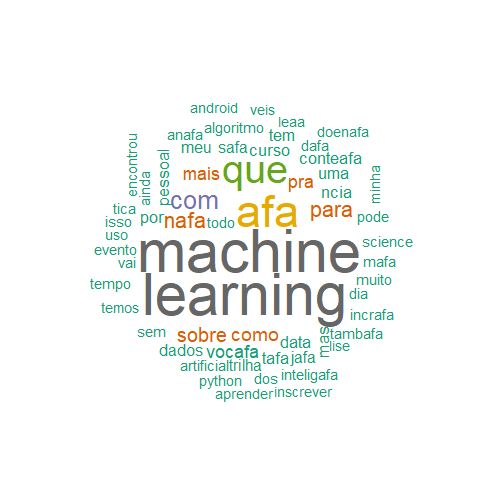 android veis
anafa algoritmo leaa
meu safa curso tem doenafa
dafa
encontrou ainda pessoal mais que pra conteafa uma minha
ncia
tica por com nafa todo afa para pode
isso
uso machine science
evento
vai mafa
tempo learning muito
dia
temos incrafa
sem sobre como mas tambafa
dados vocafa data lise
artificial trilha tafa jafa
python dos inteligafa
aprender inscrever